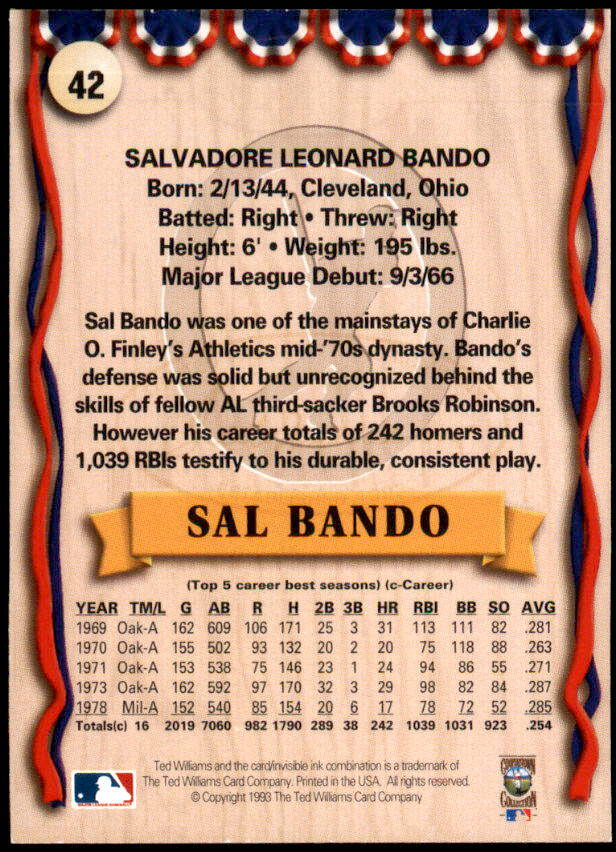 42
SALVADORE LEONARD BANDO
Born: 2/13/44, Cleveland, Ohio
Batted: Right • Threw: Right
Height: 6' • Weight: 195 lbs.
Major League Debut: 9/3/66
Sal Bando was one of the mainstays of Charlie
O. Finley's Athletics mid-'70s dynasty. Bando's
defense was solid but unrecognized behind the
skills of fellow AL third-sacker Brooks Robinson.
However his career totals of 242 homers and
1,039 RBIs testify to his durable, consistent play.
SAL BANDO
(Top 5 career best seasons) (c-Career)
YEAR TM/L G AB R H 2B 3B HR RBI BB SO AVG
1969 Oak-A 162 609 106 171 25 3 31 113 111 82 .281
1970 Oak-A 155 502 93 132 20 2 20 75 118 88 .263
1971 Oak-A 153 538 75 146 23 1 24 94 86 55 .271
1973 Oak-A 162 592 97 170 32 3 29 98 82 84 .287
1978 Mil-A 152 540 85 154 20 6 17 78 72 52 .285
Totals(c) 16 2019 7060 982 1790 289 38 242 1039 1031 923 .254
Ted Williams and the card/invisible ink combination is a trademark of
The Ted Williams Card Company. Printed in the USA. All rights reserved.
© Copyright 1993 The Ted Williams Card Company
MAJOR LEAGUE BASEBALL
COOPERSTOWN
COLLECTION